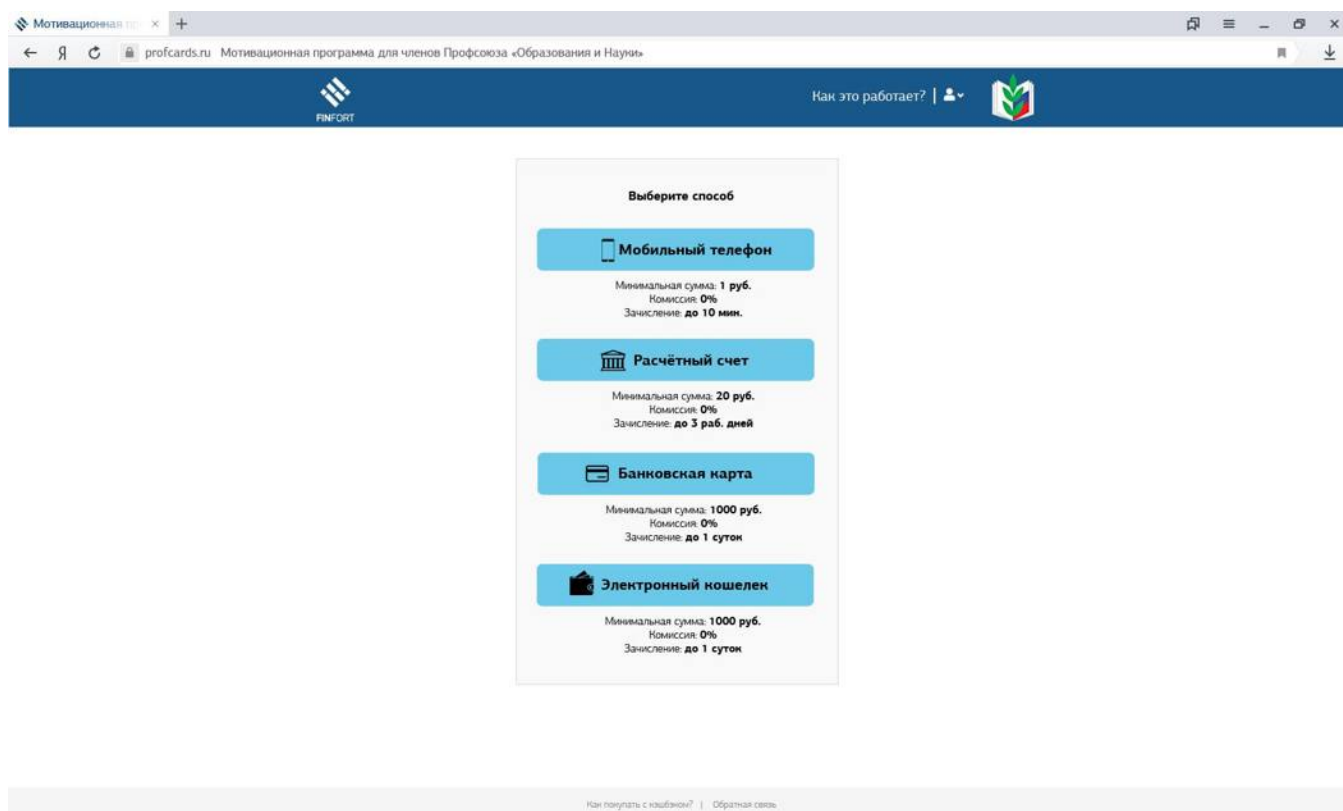 Мотивационная пр
profcards.ru Мотивационная программа для членов Профсоюза «Образования и Науки»
FINFORT
Как это работает? |
Выберите способ
Мобильный телефон
Минимальная сумма: 1 руб.
Комиссия: 0%
Зачисление: до 10 мин.
Расчётный счет
Минимальная сумма: 20 руб.
Комиссия: 0%
Зачисление: до 3 раб. дней
Банковская карта
Минимальная сумма: 1000 руб.
Комиссия: 0%
Зачисление: до 1 суток
Электронный кошелек
Минимальная сумма: 1000 руб.
Комиссия: 0%
Зачисление: до 1 суток
Как покупать с кэшбэком? | Обратная связь